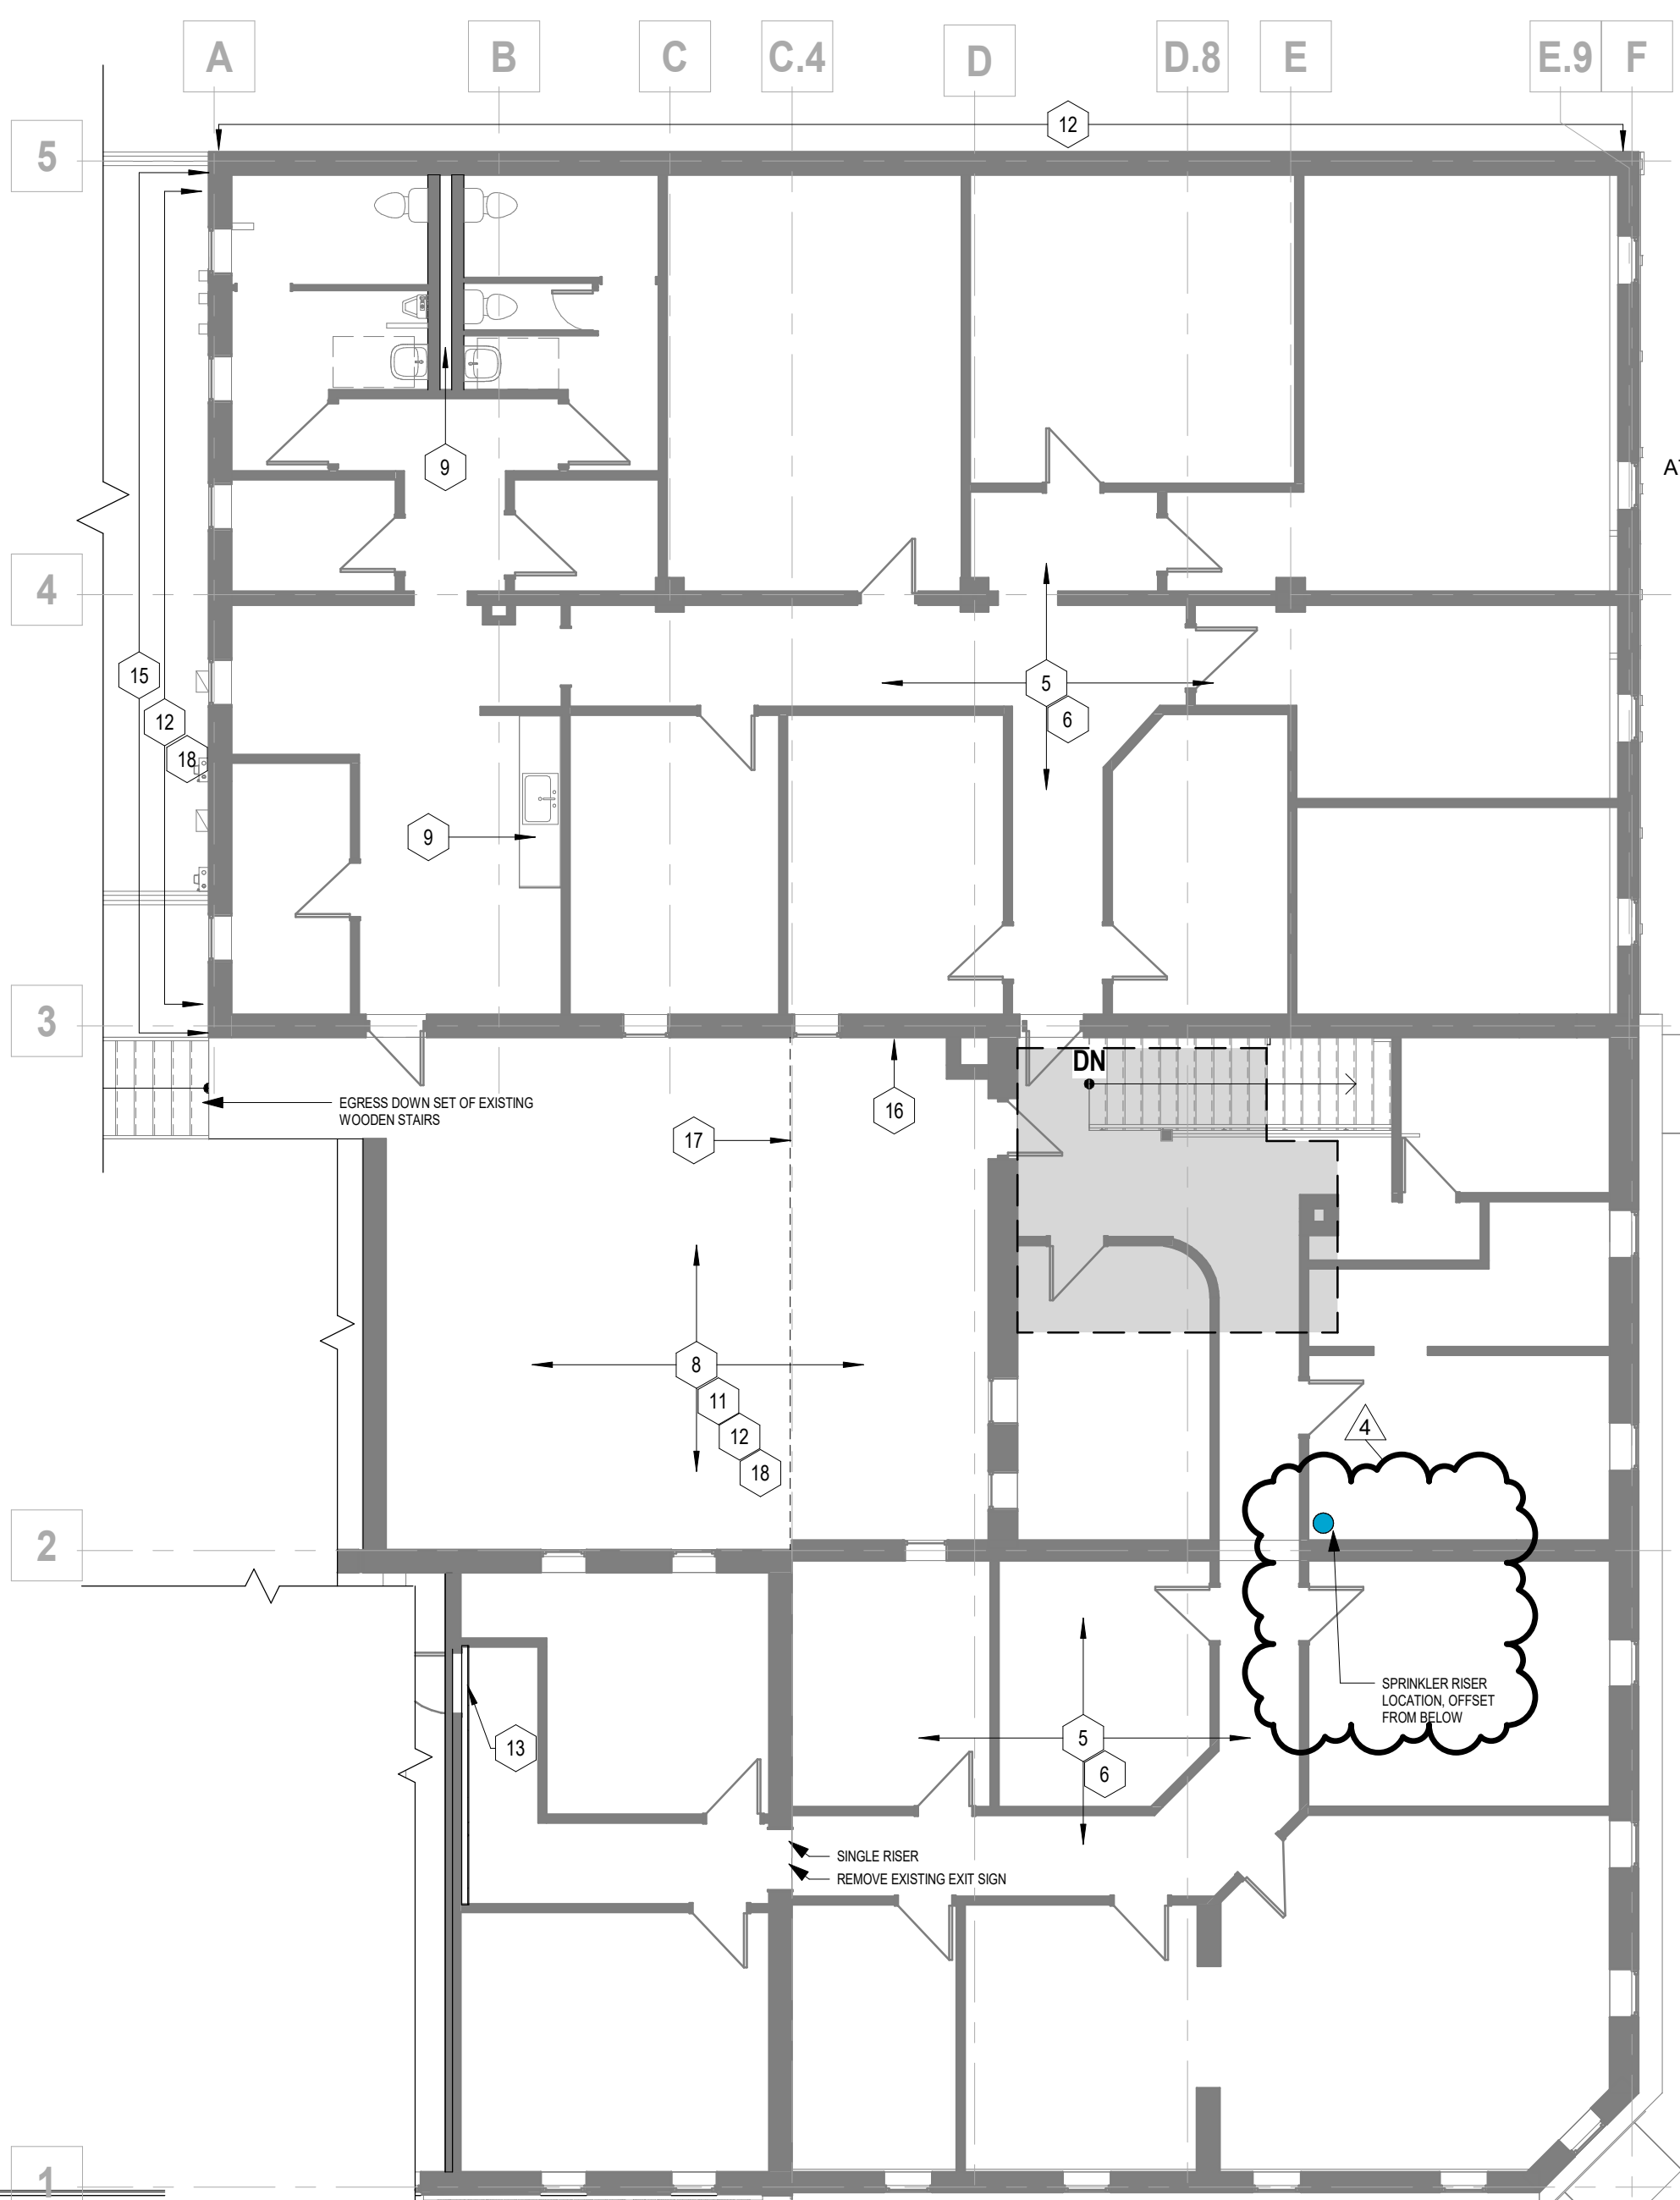 A
B
C
C.4
D
D.8
E
E.9
F
12
5
9
4
15
12
18
5
6
9
3
DN
EGRESS DOWN SET OF EXISTING
WOODEN STAIRS
16
17
8
11
12
18
4
2
SPRINKLER RISER
LOCATION, OFFSET
FROM BELOW
13
5
6
SINGLE RISER
REMOVE EXISTING EXIT SIGN
1